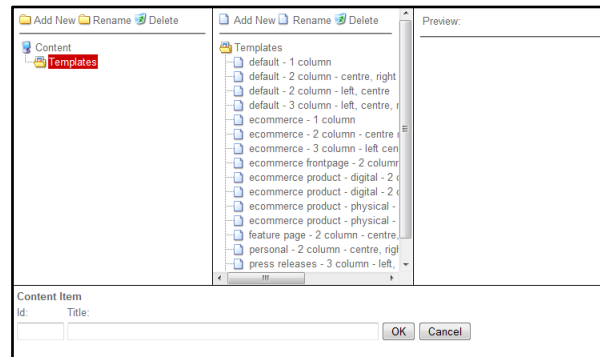 Add New Rename Delete
Content
Templates
Add New Rename Delete
Templates
default - 1 column
default - 2 column - centre, right
default - 2 column - left, centre
default - 3 column - left, centre, r
ecommerce - 1 column
ecommerce - 2 column - centre r
ecommerce - 3 column - left cen
ecommerce frontpage - 2 colum
ecommerce product - digital - 2 c
ecommerce product - digital - 2 c
ecommerce product - physical -
ecommerce product - physical -
feature page - 2 column - centre,
personal - 2 column - centre, righ
press releases - 3 column - left,
Preview:
Content Item
Id: Title:
OK Cancel